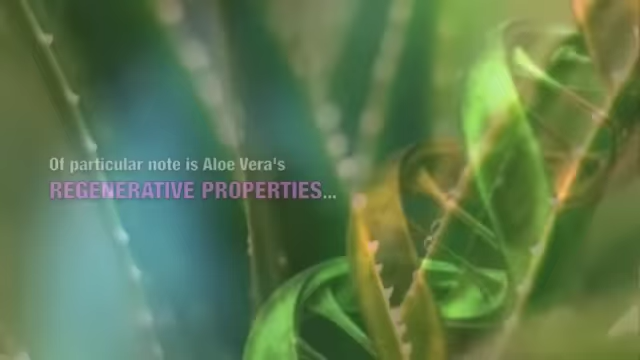 Of particular note is Aloe Vera's
REGENERATIVE PROPERTIES...